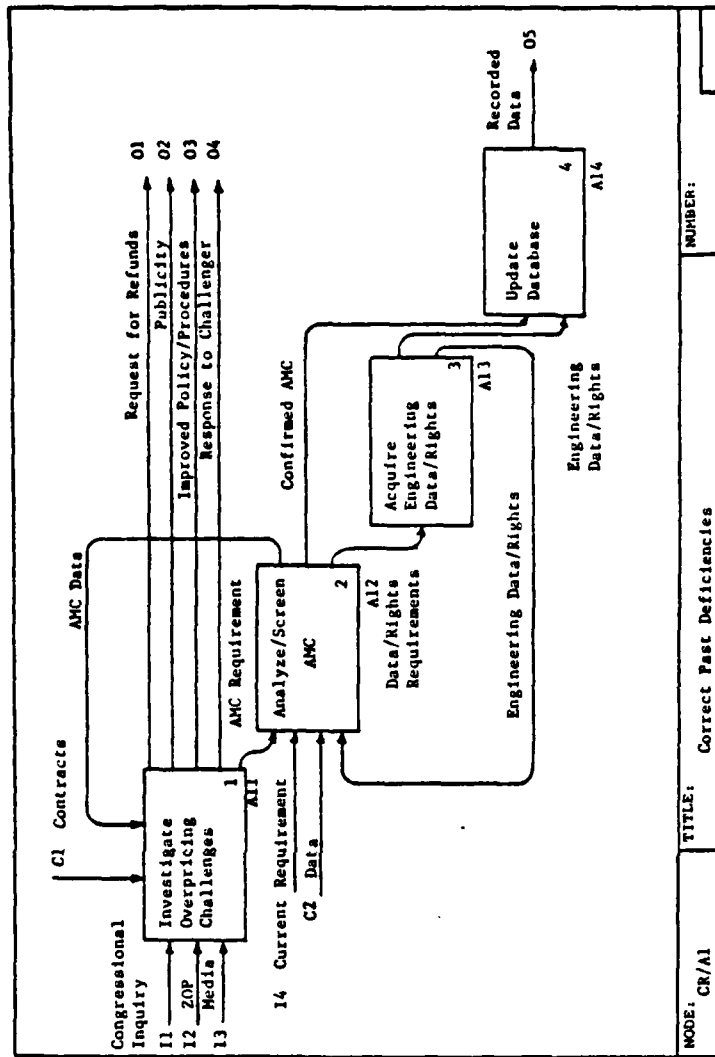 C1 Contracts
AMC Data
Congressional
Inquiry
I1
I2 ZOP
Media
I3
Investigate
Overpricing
Challenges
1
A11
Request for Refunds O1
Publicity O2
Improved Policy/Procedures O3
Response to Challenger O4
AMC Requirement
I4 Current Requirement
C2 Data
Analyze/Screen
AMC
2
A12
Data/Rights
Requirements
Confirmed AMC
Acquire
Engineering
Data/Rights
3
A13
Engineering Data/Rights
Engineering
Data/Rights
Update
Database
4
A14
Recorded
Data
O5
NODE: CR/A1
TITLE: Correct Past Deficiencies
NUMBER: